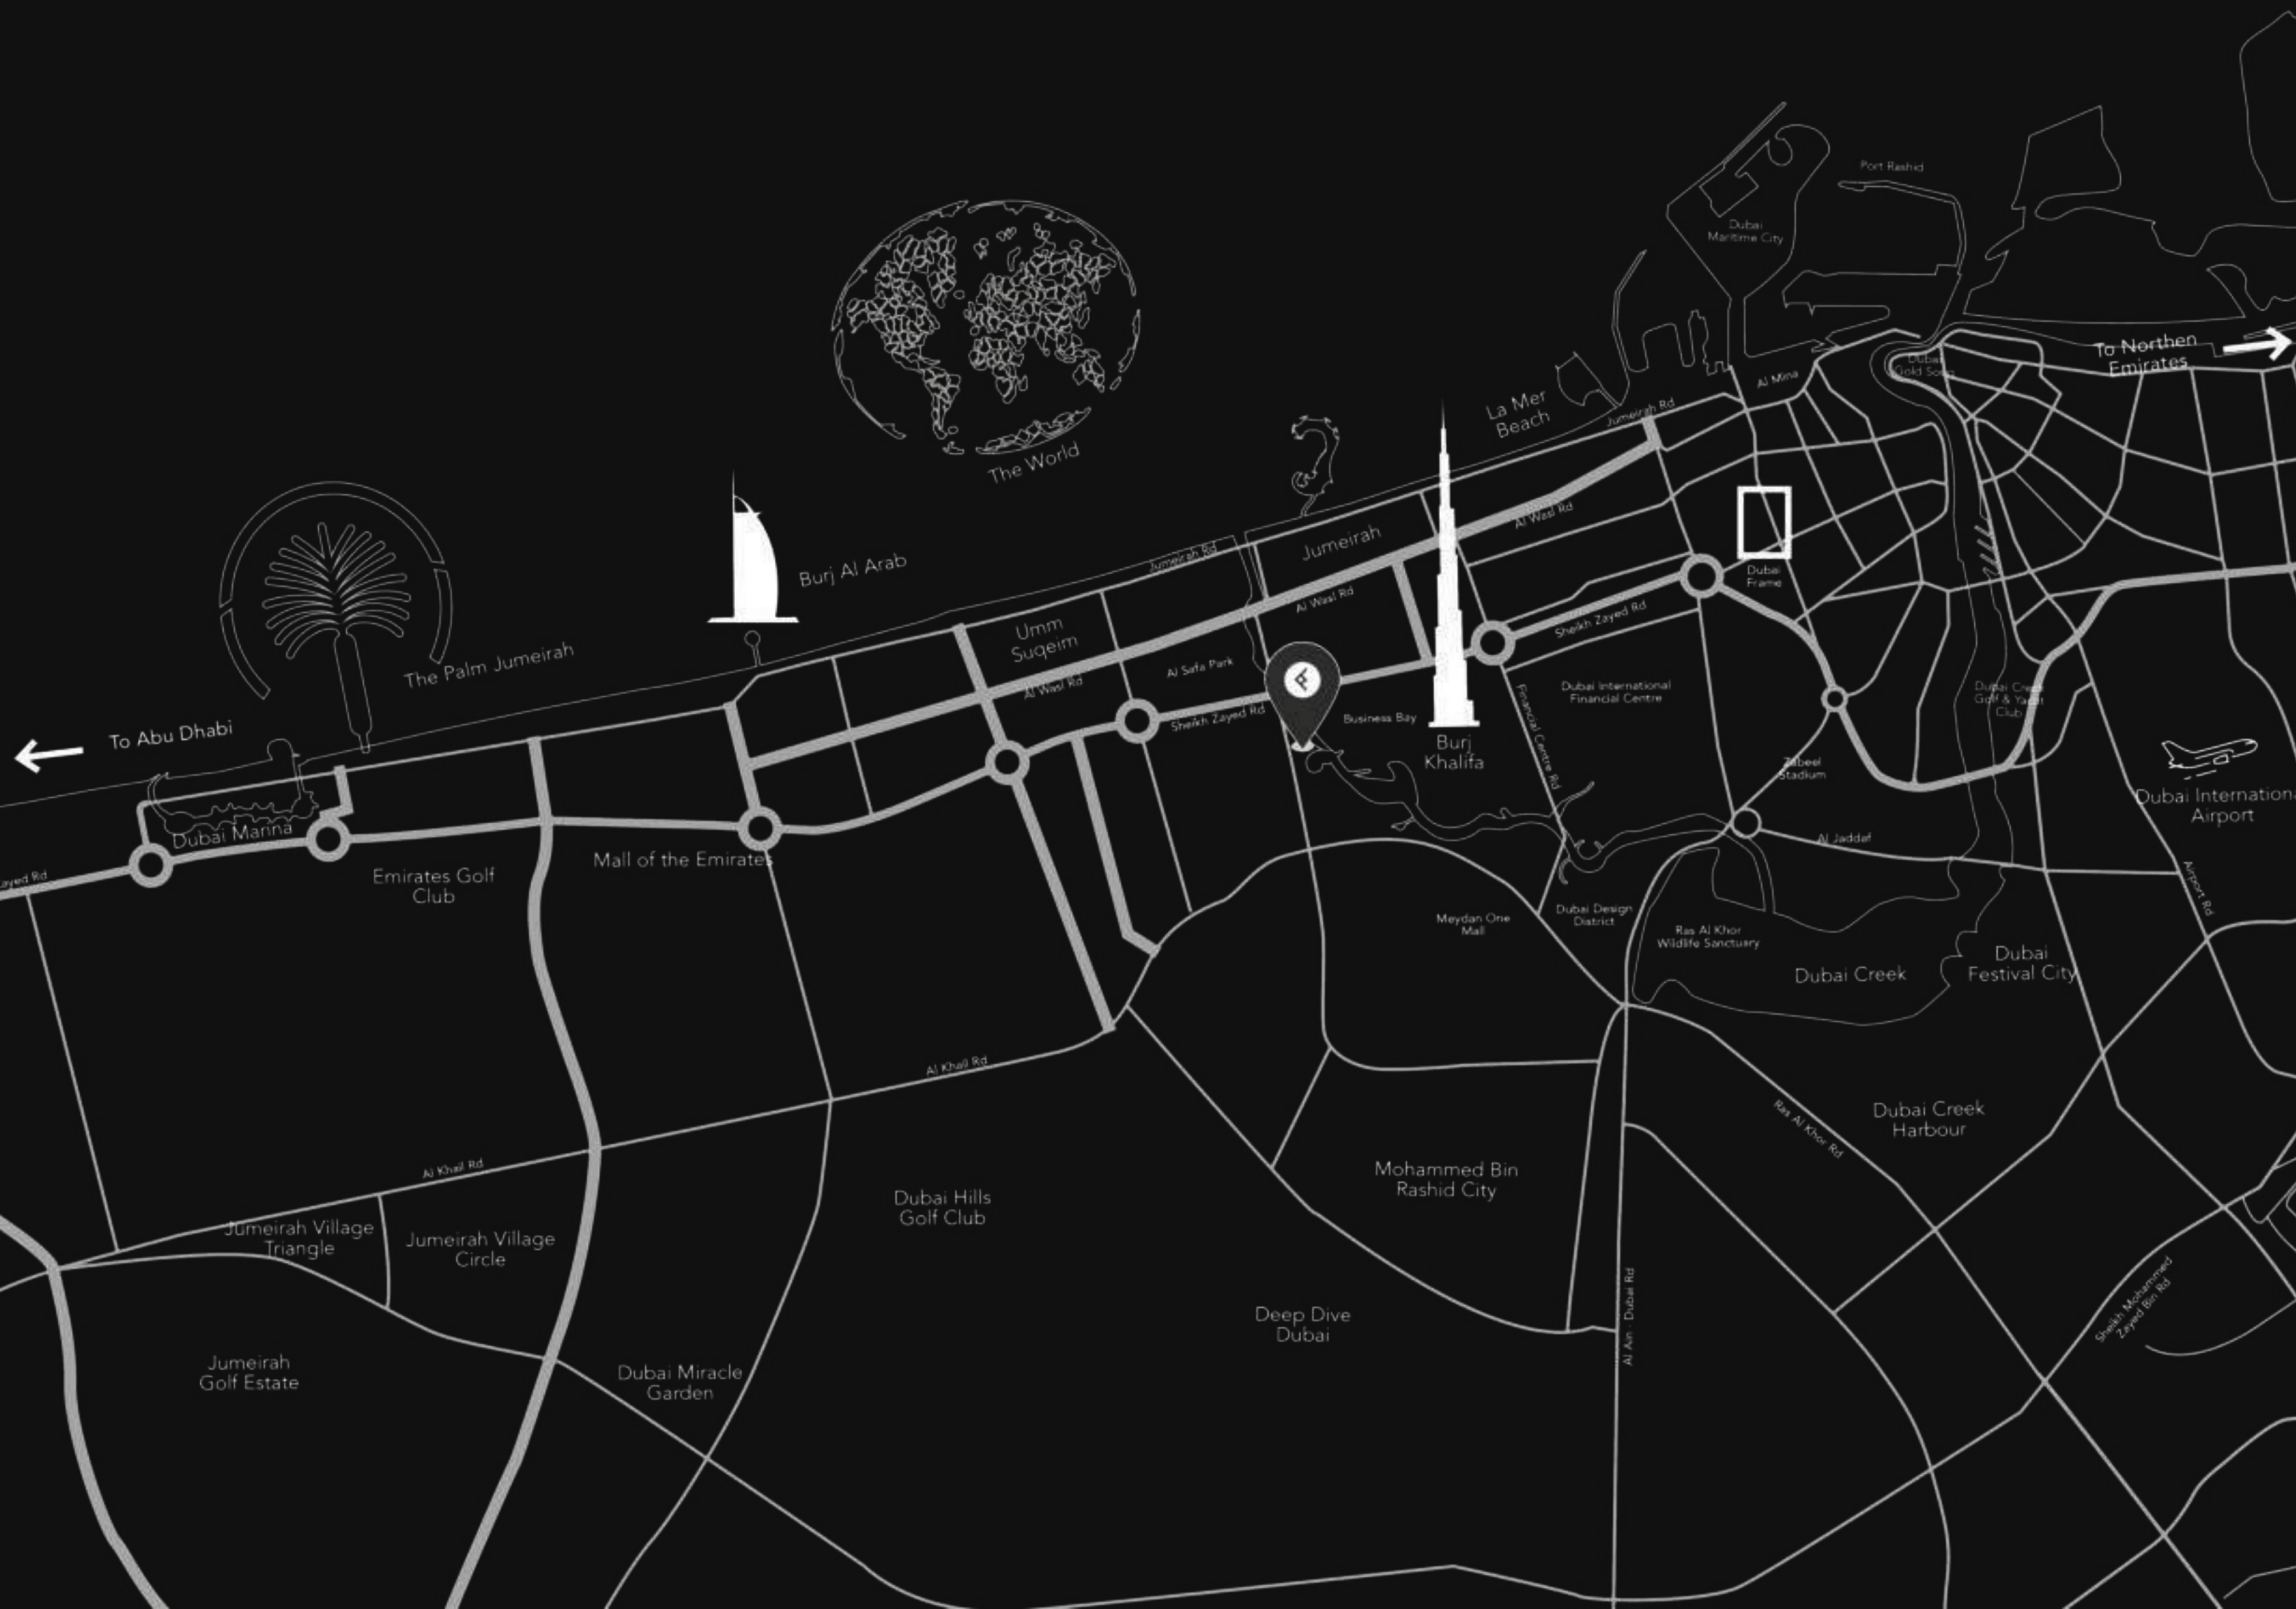 Port Rashid
Dubai
Maritime City
To Northen
Emirates
Dubai
Gold Souq
Al Mina
La Mer
Beach
Jumeirah Rd
The World
Al Wasl Rd
Jumeirah
Jumeirah Rd
Burj Al Arab
Dubai
Frame
Al Wasl Rd
Sheikh Zayed Rd
Umm
Suqeim
The Palm Jumeirah
Al Safa Park
Al Wasl Rd
Dubai International
Financial Centre
Dubai Creek
Golf & Yacht
Club
Sheikh Zayed Rd
Business Bay
Financial Centre Rd
To Abu Dhabi
Burj
Khalifa
Zabeel
Stadium
Dubai Internationa
Airport
Dubai Marina
Al Jaddaf
Mall of the Emirates
ayed Rd
Emirates Golf
Club
Airport Rd
Meydan One
Mall
Dubai Design
District
Ras Al Khor
Wildlife Sanctuary
Dubai Creek
Dubai
Festival City
Al Khail Rd
Ras Al Khor Rd
Dubai Creek
Harbour
Al Khail Rd
Mohammed Bin
Rashid City
Dubai Hills
Golf Club
Jumeirah Village
Triangle
Jumeirah Village
Circle
Sheikh Mohammed
Zayed Bin Rd
Al Ain - Dubai Rd
Deep Dive
Dubai
Jumeirah
Golf Estate
Dubai Miracle
Garden